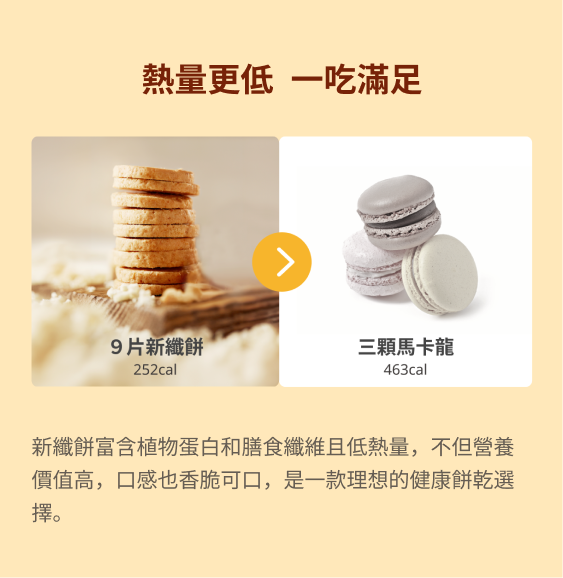 熱量更低 一吃滿足
9片新纖餅
252cal
三顆馬卡龍
463cal
新纖餅富含植物蛋白和膳食纖維且低熱量，不但營養
價值高，口感也香脆可口，是一款理想的健康餅乾選
擇。